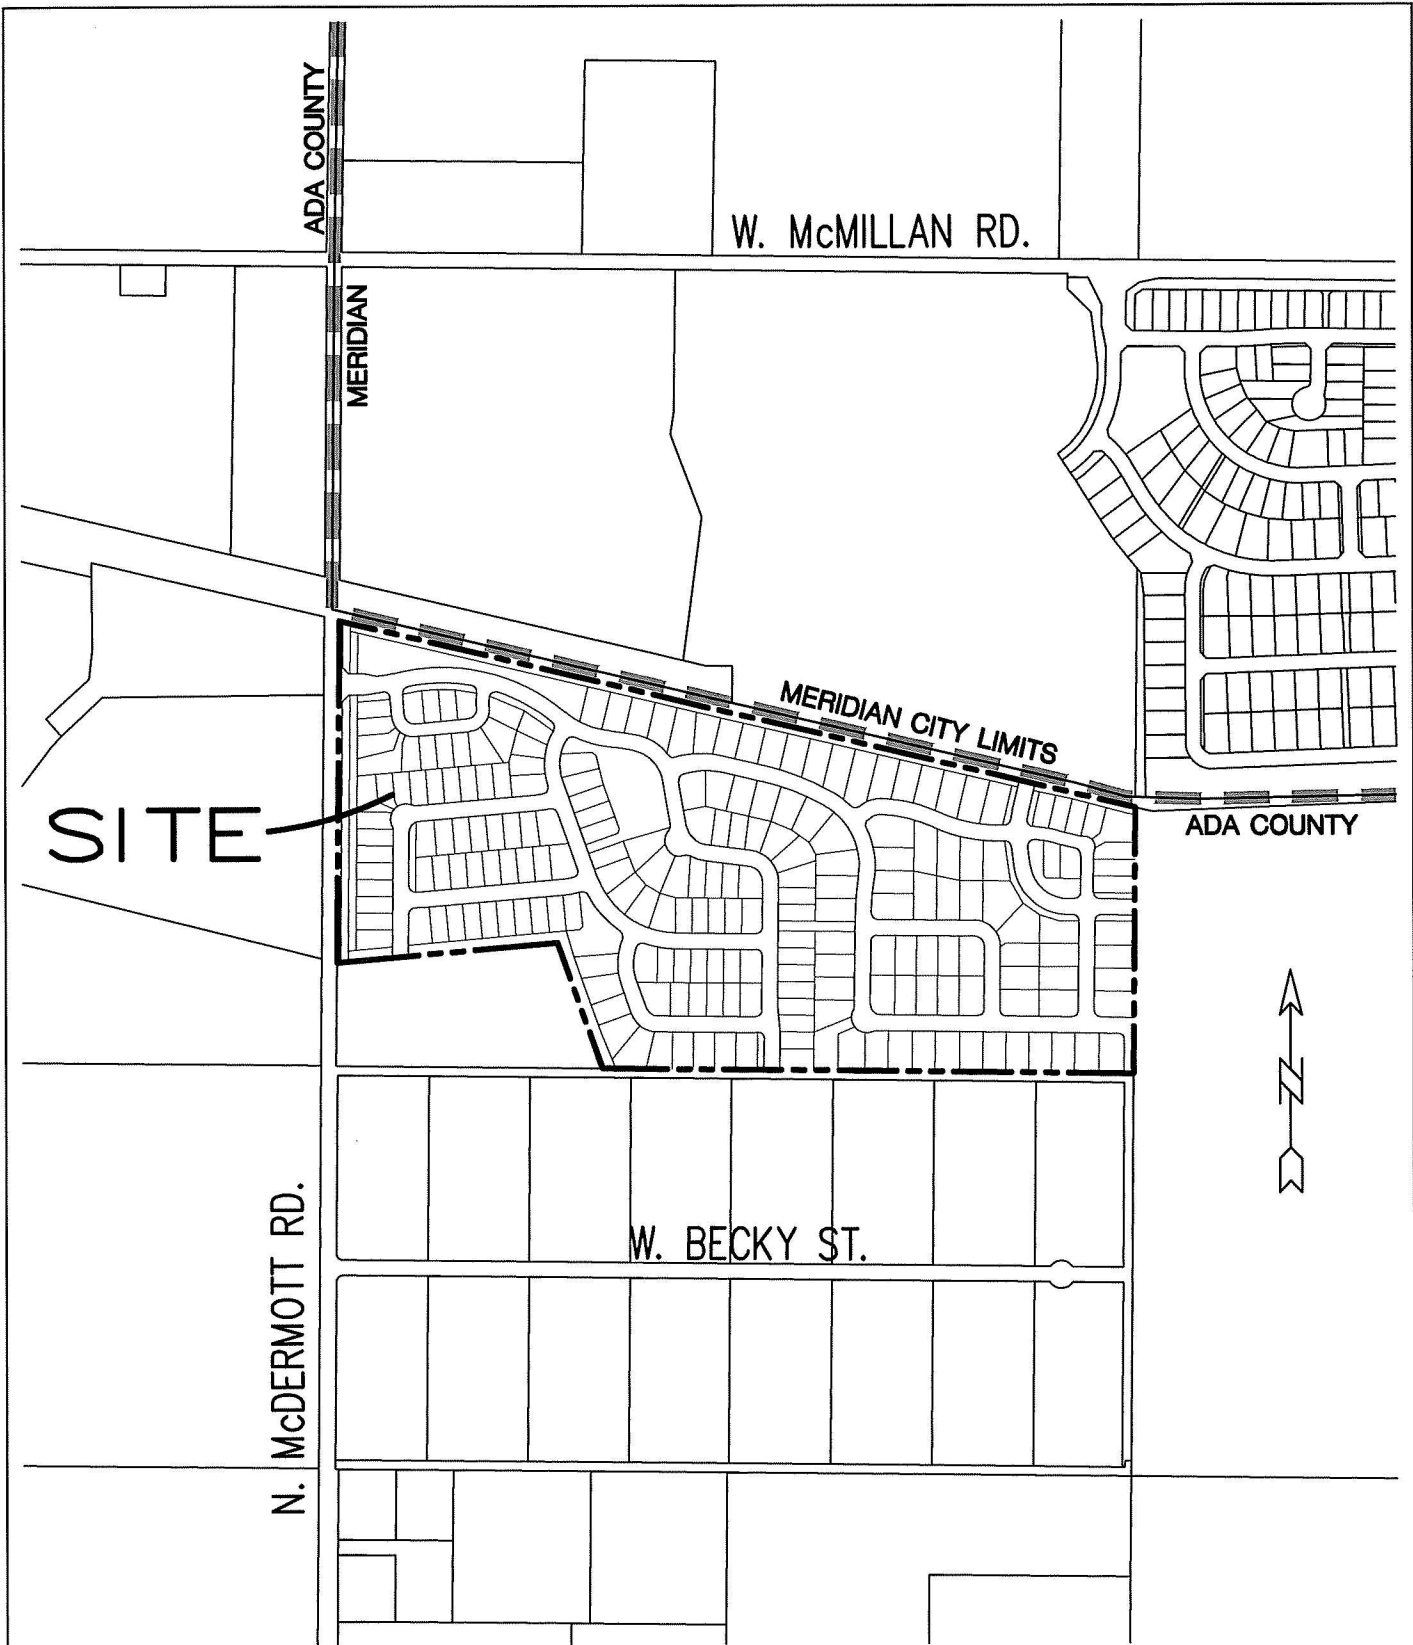 ADA COUNTY
W. McMILLAN RD.
MERIDIAN
MERIDIAN CITY LIMITS
SITE
ADA COUNTY
N
N. McDERMOTT RD.
W. BECKY ST.